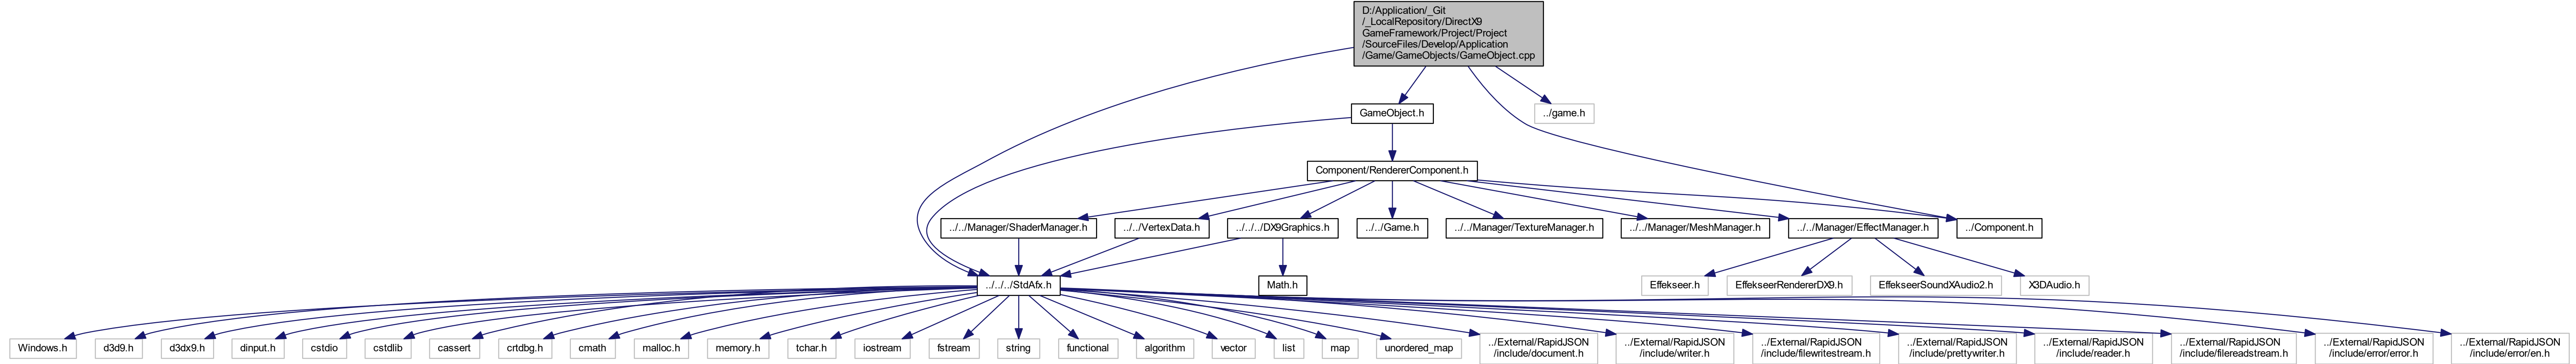 D:/Application/_Git
/_LocalRepository/DirectX9
GameFramework/Project/Project
/SourceFiles/Develop/Application
/Game/GameObjects/GameObject.cpp
GameObject.h
../game.h
Component/RendererComponent.h
../../Manager/ShaderManager.h
../../VertexData.h
../../../DX9Graphics.h
../../Game.h
../../Manager/TextureManager.h
../../Manager/MeshManager.h
../../Manager/EffectManager.h
../Component.h
../../../StdAfx.h
Math.h
Effekseer.h
EffekseerRendererDX9.h
EffekseerSoundXAudio2.h
X3DAudio.h
Windows.h
d3d9.h
d3dx9.h
dinput.h
cstdio
cstdlib
cassert
crtdbg.h
cmath
malloc.h
memory.h
tchar.h
iostream
fstream
string
functional
algorithm
vector
list
map
unordered_map
../External/RapidJSON
/include/document.h
../External/RapidJSON
/include/writer.h
../External/RapidJSON
/include/filewritestream.h
../External/RapidJSON
/include/prettywriter.h
../External/RapidJSON
/include/reader.h
../External/RapidJSON
/include/filereadstream.h
../External/RapidJSON
/include/error/error.h
../External/RapidJSON
/include/error/en.h